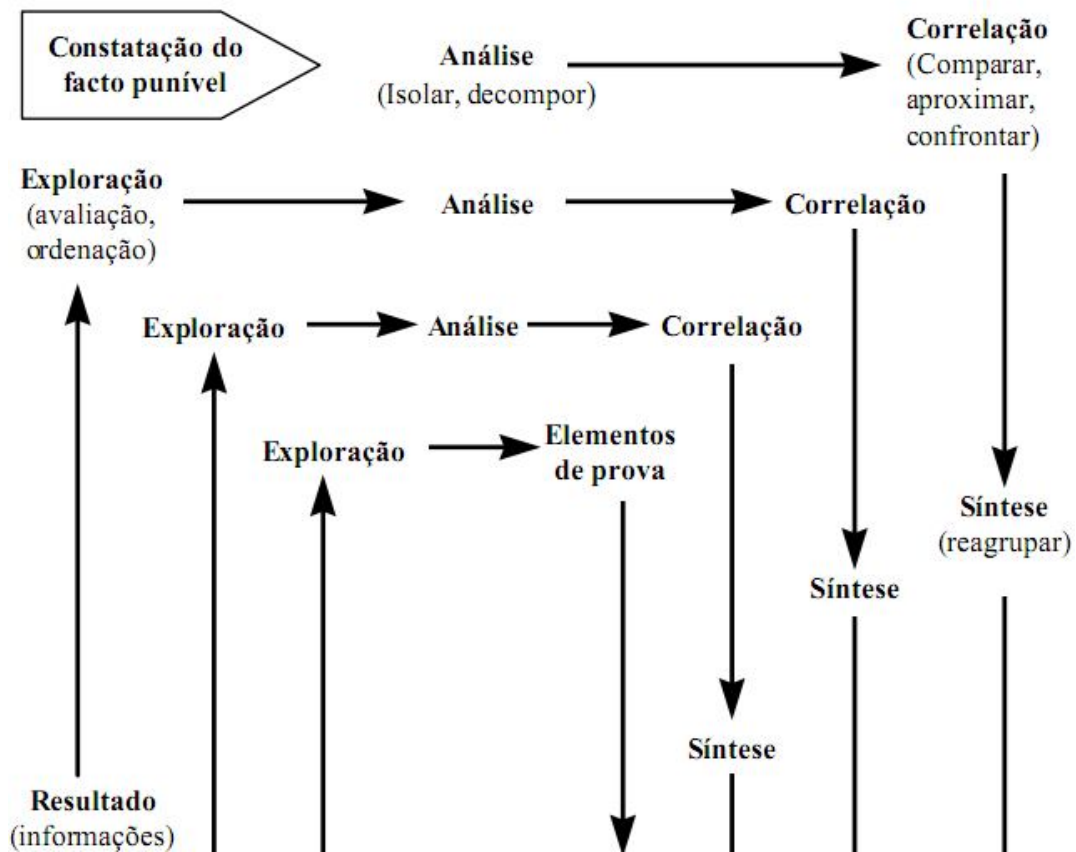 Constatação do
facto punível
Análise
(Isolar, decompor)
Correlação
(Comparar,
aproximar,
confrontar)
Exploração
(avaliação,
ordenação)
Análise
Correlação
Exploração
Análise
Correlação
Exploração
Elementos
de prova
Síntese
(reagrupar)
Síntese
Síntese
Resultado
(informações)